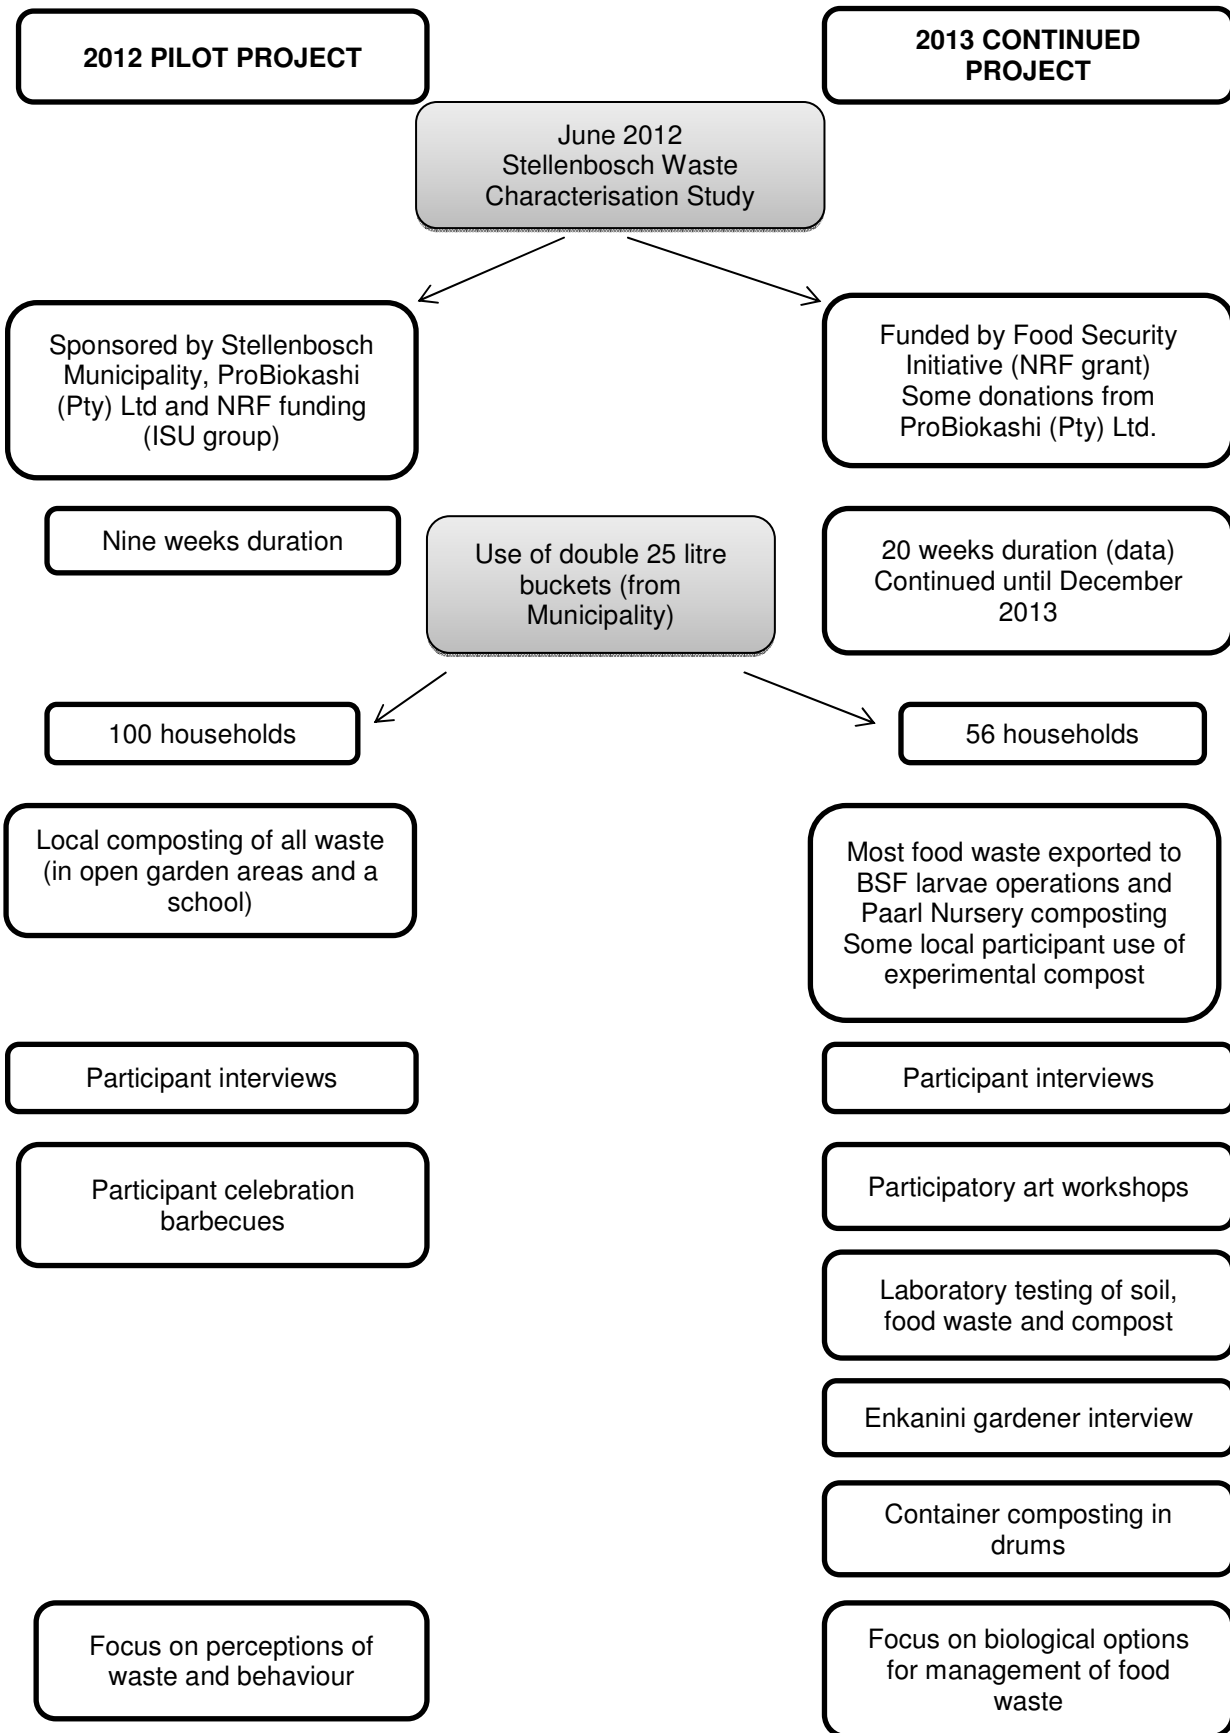 2012 PILOT PROJECT
2013 CONTINUED
PROJECT
June 2012
Stellenbosch Waste
Characterisation Study
Sponsored by Stellenbosch
Municipality, ProBiokashi
(Pty) Ltd and NRF funding
(ISU group)
Funded by Food Security
Initiative (NRF grant)
Some donations from
ProBiokashi (Pty) Ltd.
Nine weeks duration
Use of double 25 litre
buckets (from
Municipality)
20 weeks duration (data)
Continued until December
2013
100 households
56 households
Local composting of all waste
(in open garden areas and a
school)
Most food waste exported to
BSF larvae operations and
Paarl Nursery composting
Some local participant use of
experimental compost
Participant interviews
Participant interviews
Participant celebration
barbecues
Participatory art workshops
Laboratory testing of soil,
food waste and compost
Enkanini gardener interview
Container composting in
drums
Focus on perceptions of
waste and behaviour
Focus on biological options
for management of food
waste